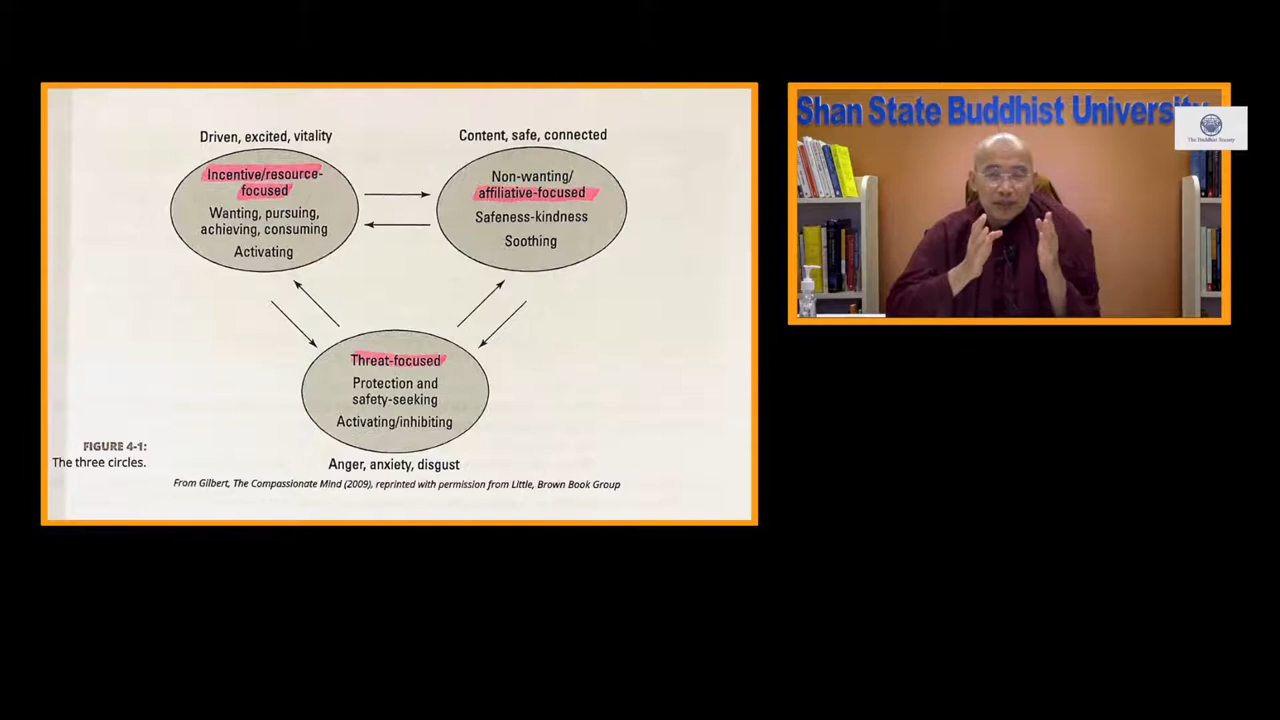 Driven, excited, vitality
Incentive/resource-
focused
Wanting, pursuing,
achieving, consuming
Activating
Content, safe, connected
Non-wanting/
affiliative-focused
Safeness-kindness
Soothing
Threat-focused
Protection and
safety-seeking
Activating/inhibiting
Anger, anxiety, disgust
FIGURE 4-1:
The three circles.
From Gilbert, The Compassionate Mind (2009), reprinted with permission from Little, Brown Book Group
Shan State Buddhist University
The Buddhist Society